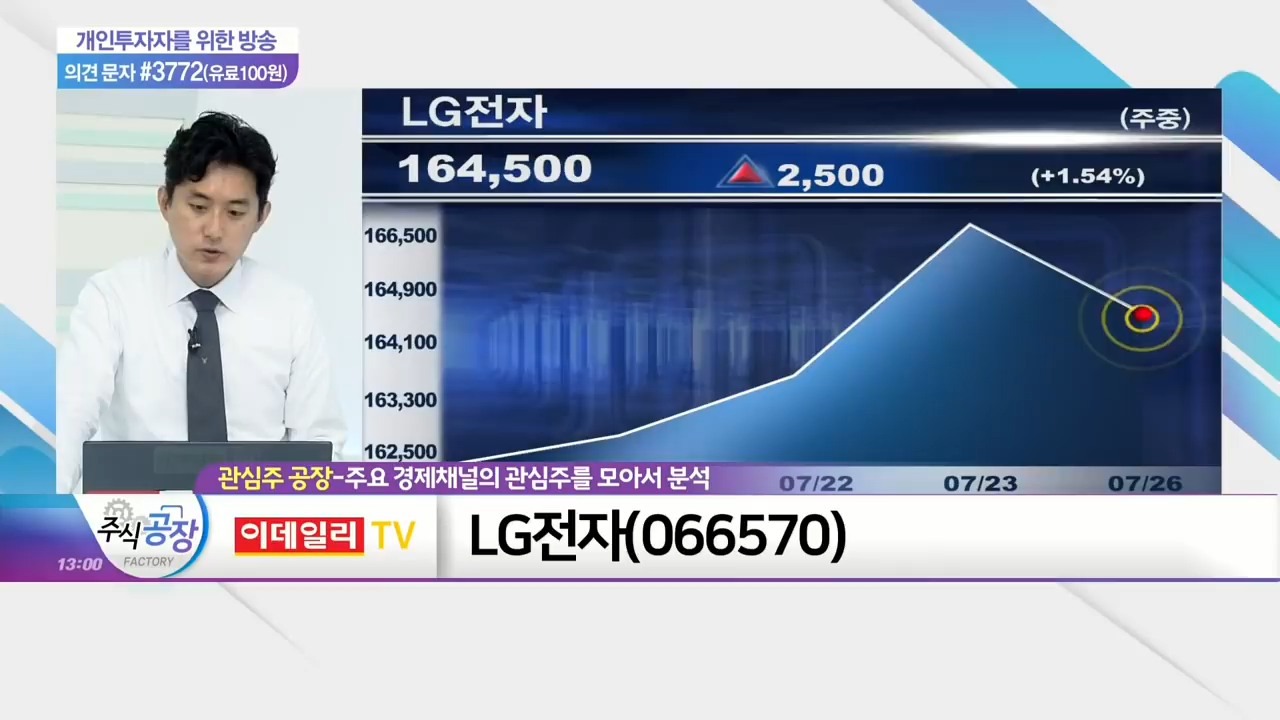 개인투자자를 위한 방송
의견 문자 #3772(유료100원)
LG전자
(주중)
164,500
2,500
(+1.54%)
166,500
164,900
164,100
163,300
162,500
07/22
07/23
07/26
관심주 공장-주요 경제채널의 관심주를 모아서 분석
주식공장
FACTORY
13:00
이데일리 TV
LG전자(066570)